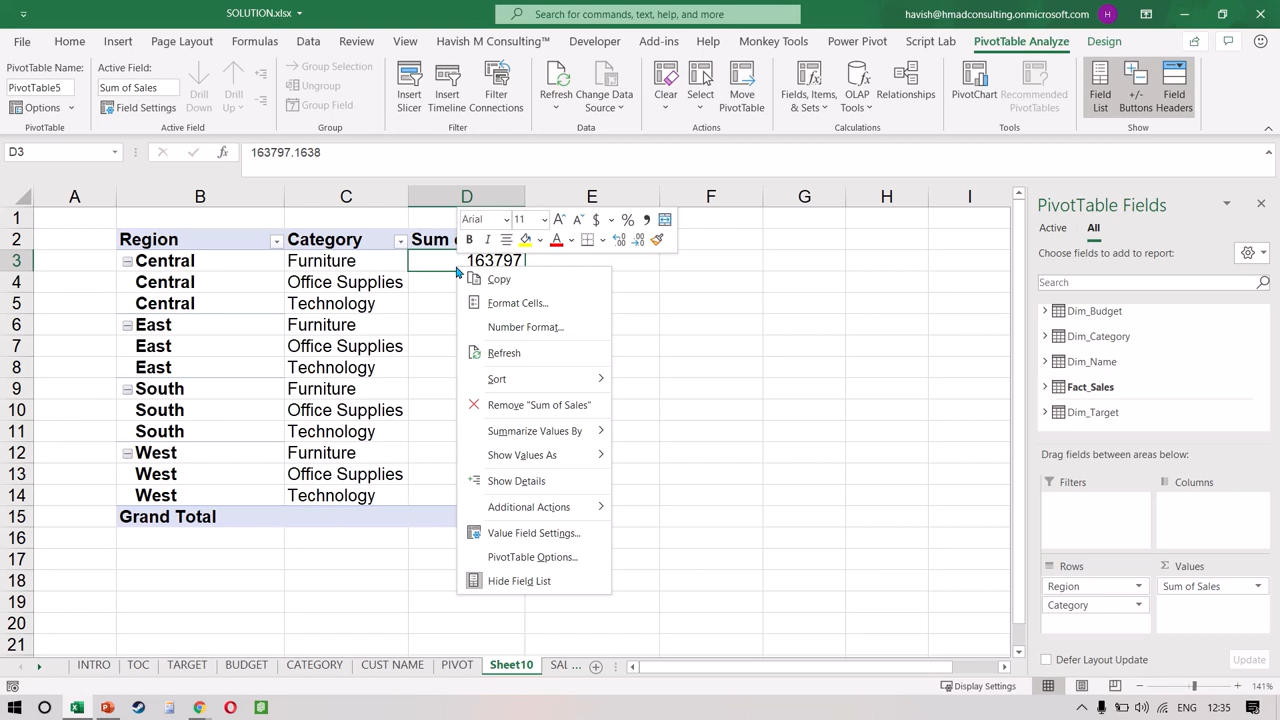 SOLUTION.xlsx
Search for commands, text, help, and more
havish@hmadconsulting.onmicrosoft.com H
File Home Insert Page Layout Formulas Data Review View Havish M Consulting™ Developer Add-ins Help Monkey Tools Power Pivot Script Lab PivotTable Analyze Design
PivotTable Name:
PivotTable5
Options
PivotTable
Active Field:
Sum of Sales
Field Settings
Drill Down
Drill Up
Active Field
Group Selection
Ungroup
Group Field
Group
Insert Slicer
Insert Timeline
Filter Connections
Filter
Refresh
Change Data Source
Data
Clear
Select
Move PivotTable
Actions
Fields, Items, & Sets
OLAP Tools
Relationships
Calculations
PivotChart
Recommended PivotTables
Tools
Field List
+/- Buttons
Field Headers
Show
D3 fx 163797.1638
A B C D E F G H I
1
2 Region Category Sum
3 Central Furniture 163797
4 Central Office Supplies
5 Central Technology
6 East Furniture
7 East Office Supplies
8 East Technology
9 South Furniture
10 South Office Supplies
11 South Technology
12 West Furniture
13 West Office Supplies
14 West Technology
15 Grand Total
16
17
18
19
20
21
Arial 11 A A $ % ,
B I A
Copy
Format Cells...
Number Format...
Refresh
Sort
Remove "Sum of Sales"
Summarize Values By
Show Values As
Show Details
Additional Actions
Value Field Settings...
PivotTable Options...
Hide Field List
PivotTable Fields
Active All
Choose fields to add to report:
Search
Dim_Budget
Dim_Category
Dim_Name
Fact_Sales
Dim_Target
Drag fields between areas below:
Filters Columns
Rows Σ Values
Region Sum of Sales
Category
Defer Layout Update Update
INTRO TOC TARGET BUDGET CATEGORY CUST NAME PIVOT Sheet10 SAL ...
Display Settings 141%
ENG 12:35